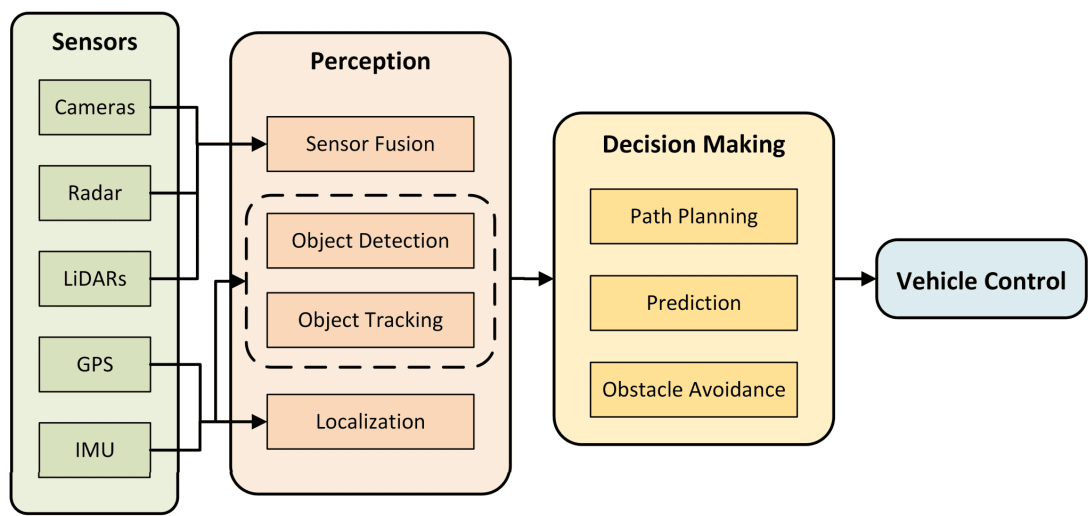 Sensors
Cameras
Radar
LiDARs
GPS
IMU
Perception
Sensor Fusion
Object Detection
Object Tracking
Localization
Decision Making
Path Planning
Prediction
Obstacle Avoidance
Vehicle Control